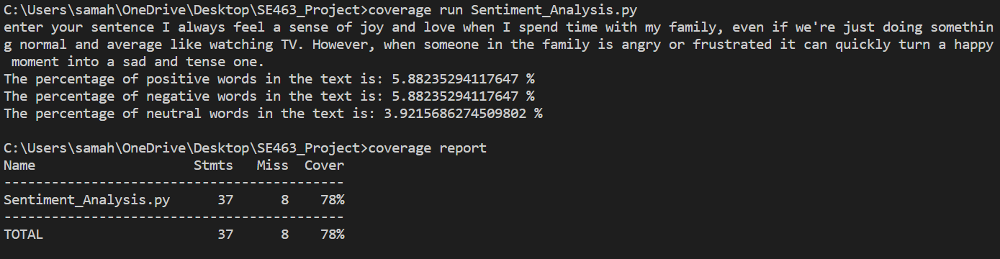 C:\Users\samah\OneDrive\Desktop\SE463_Project>coverage run Sentiment_Analysis.py
enter your sentence I always feel a sense of joy and love when I spend time with my family, even if we're just doing somethin
g normal and average like watching TV. However, when someone in the family is angry or frustrated it can quickly turn a happy
 moment into a sad and tense one.
The percentage of positive words in the text is: 5.88235294117647 %
The percentage of negative words in the text is: 5.88235294117647 %
The percentage of neutral words in the text is: 3.9215686274509802 %
C:\Users\samah\OneDrive\Desktop\SE463_Project>coverage report
Name                    Stmts   Miss  Cover
-------------------------------------------
Sentiment_Analysis.py      37      8    78%
-------------------------------------------
TOTAL                      37      8    78%